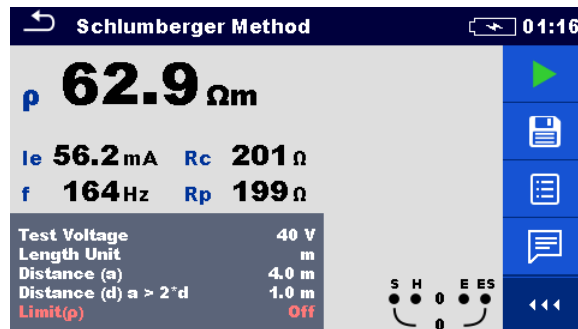 Schlumberger Method 01:16
ρ 62.9 Ωm
Ie 56.2 mA Rc 201 Ω
f 164 Hz Rp 199 Ω
Test Voltage 40 V
Length Unit m
Distance (a) 4.0 m
Distance (d) a > 2*d 1.0 m
Limit(ρ) Off
S H E ES
0
0